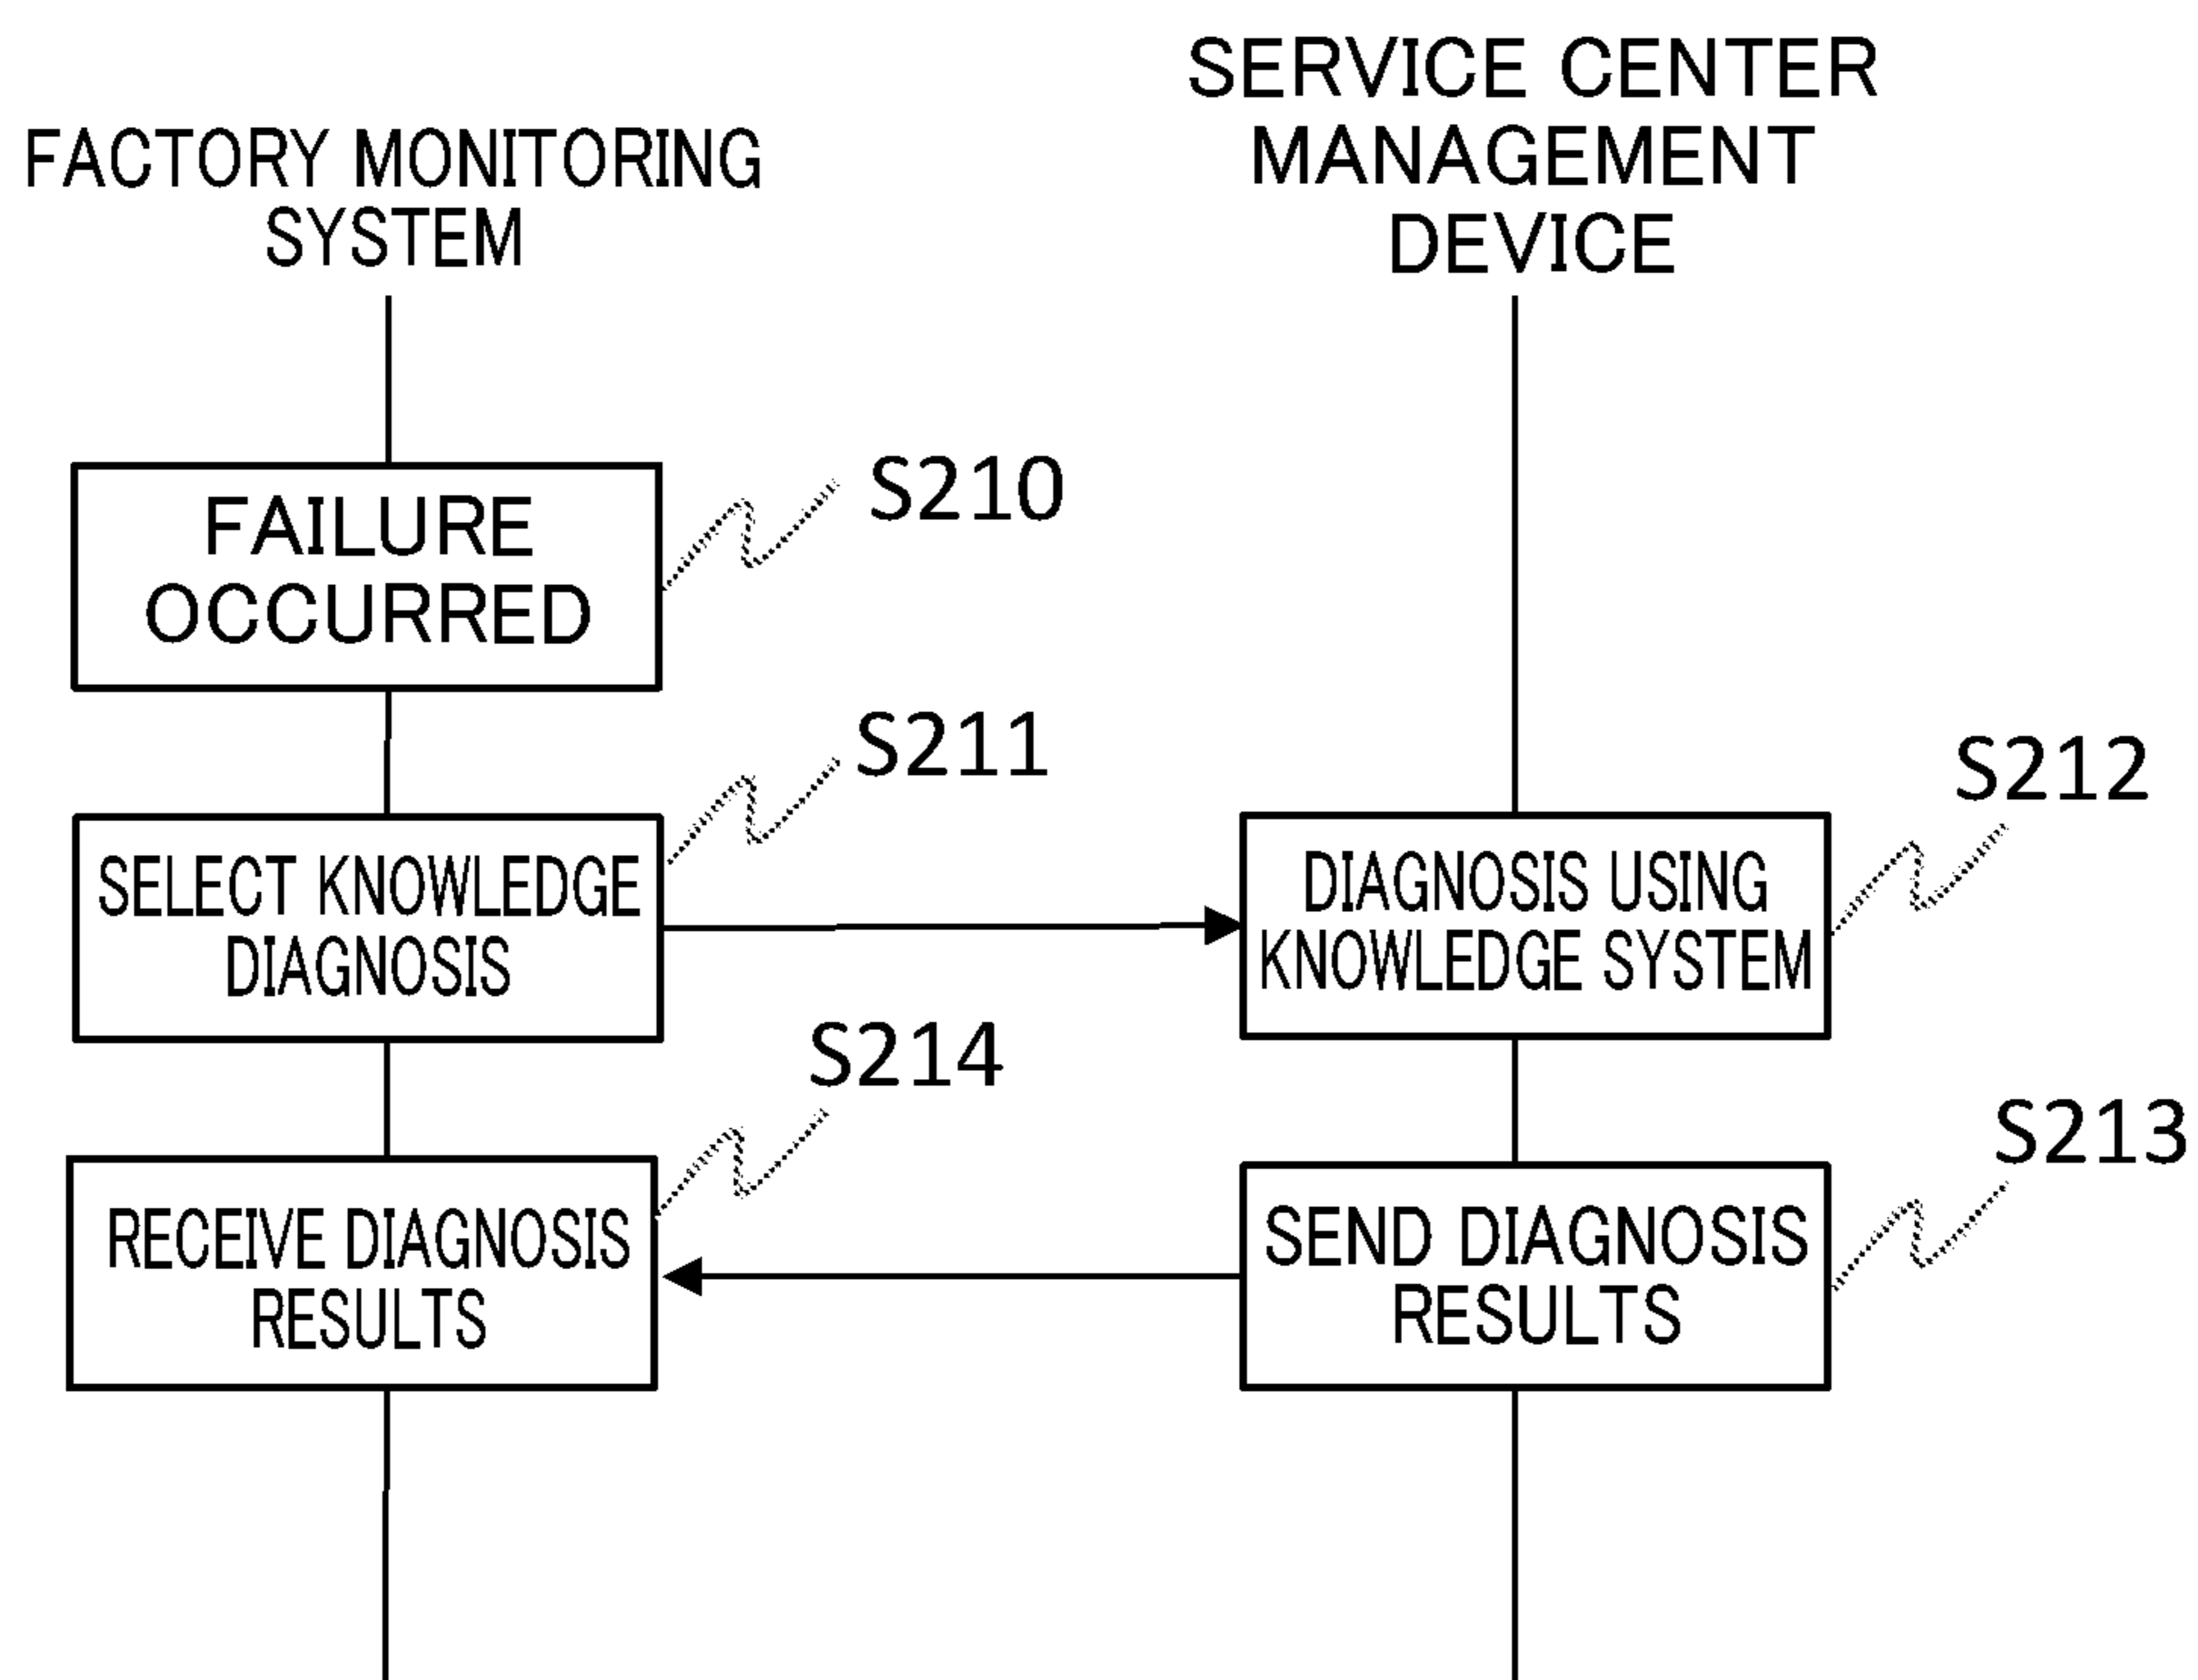 FACTORY MONITORING
SYSTEM
SERVICE CENTER
MANAGEMENT
DEVICE
FAILURE
OCCURRED
S210
SELECT KNOWLEDGE
DIAGNOSIS
S211
DIAGNOSIS USING
KNOWLEDGE SYSTEM
S212
RECEIVE DIAGNOSIS
RESULTS
S214
SEND DIAGNOSIS
RESULTS
S213